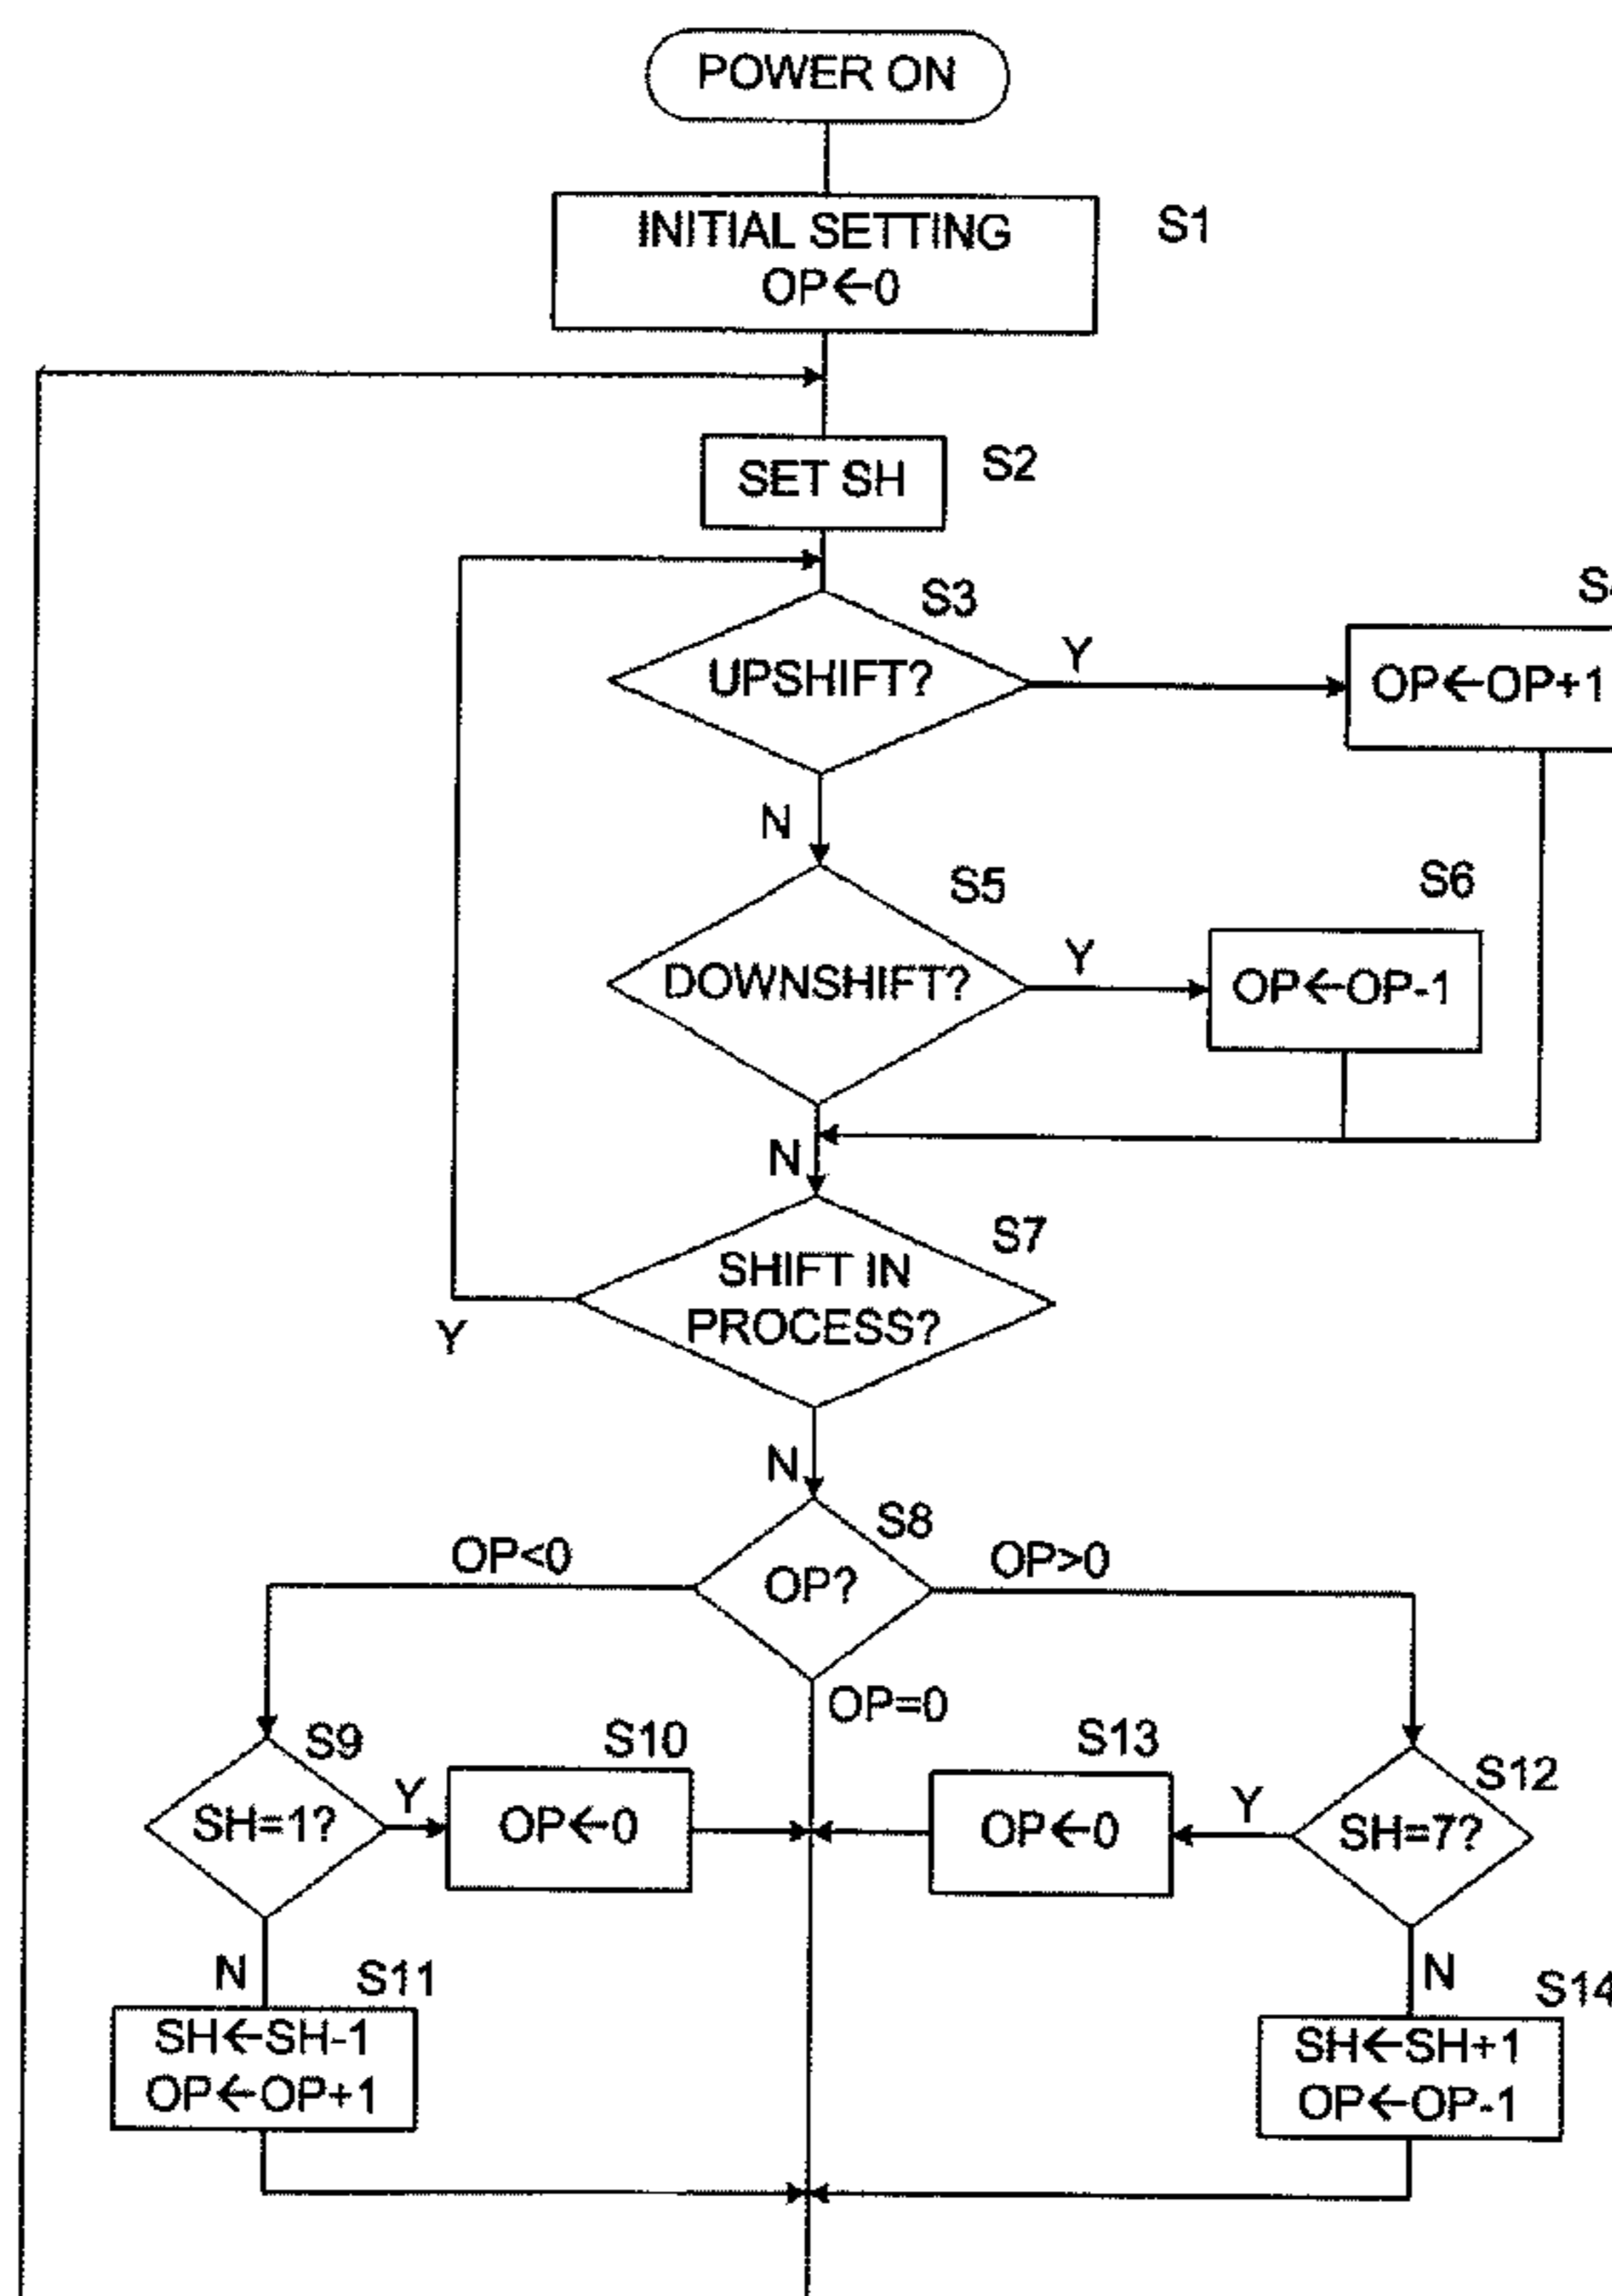 POWER ON
INITIAL SETTING
OP←0
S1
SET SH
S2
UPSHIFT?
S3
Y
OP←OP+1
N
DOWNSHIFT?
S5
Y
OP←OP-1
S6
N
SHIFT IN
PROCESS?
S7
Y
N
OP?
S8
OP<0
OP>0
OP=0
SH=1?
S9
Y
OP←0
S10
OP←0
S13
Y
SH=7?
S12
N
SH←SH-1
OP←OP+1
S11
N
SH←SH+1
OP←OP-1
S14